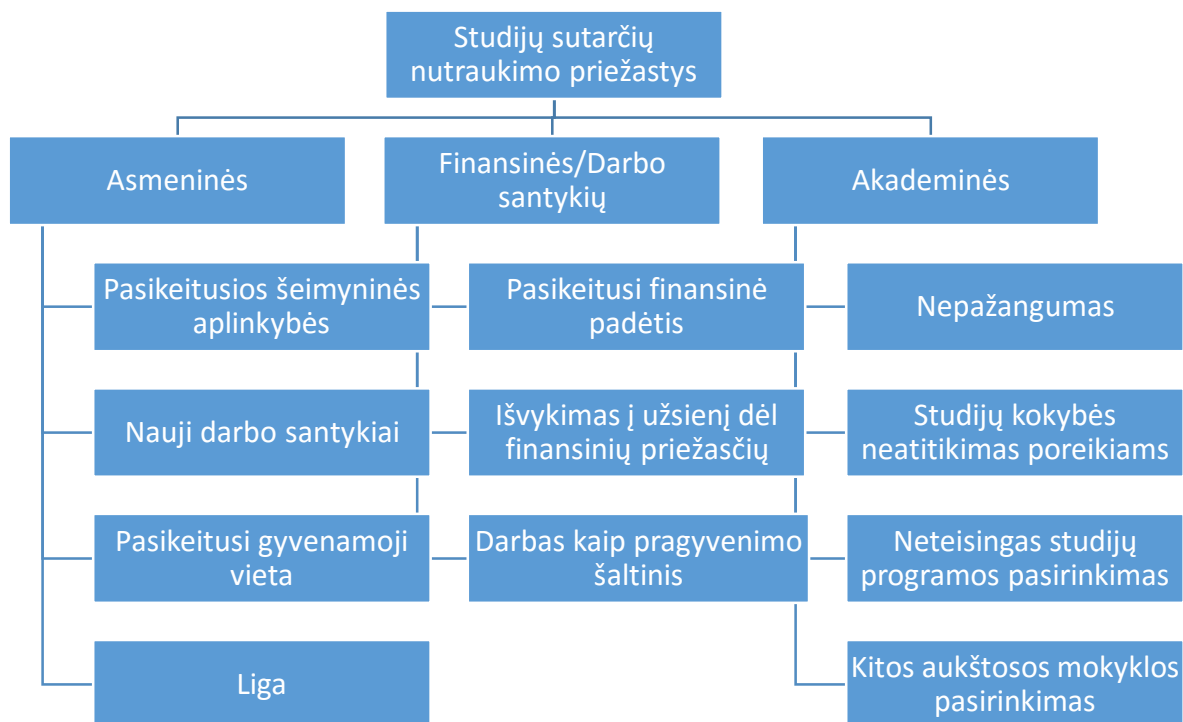 Studijų sutarčių
nutraukimo priežastys
Asmeninės
Finansinės/Darbo
santykių
Akademinės
Pasikeitusios šeimyninės
aplinkybės
Nauji darbo santykiai
Pasikeitusi gyvenamoji
vieta
Liga
Pasikeitusi finansinė
padėtis
Išvykimas į užsienį dėl
finansinių priežasčių
Darbas kaip pragyvenimo
šaltinis
Nepažangumas
Studijų kokybės
neatitikimas poreikiams
Neteisingas studijų
programos pasirinkimas
Kitos aukštosos mokyklos
pasirinkimas